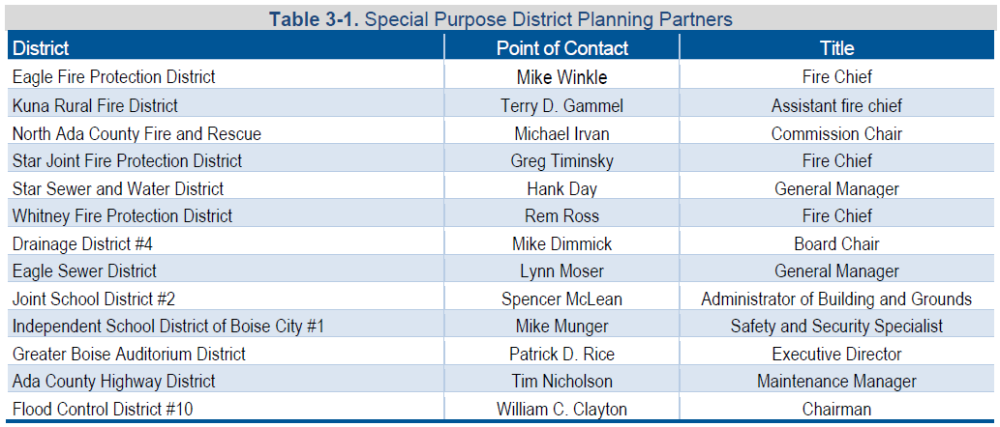 Table 3-1. Special Purpose District Planning Partners
District Point of Contact Title
Eagle Fire Protection District Mike Winkle Fire Chief
Kuna Rural Fire District Terry D. Gammel Assistant fire chief
North Ada County Fire and Rescue Michael Irvan Commission Chair
Star Joint Fire Protection District Greg Timinsky Fire Chief
Star Sewer and Water District Hank Day General Manager
Whitney Fire Protection District Rem Ross Fire Chief
Drainage District #4 Mike Dimmick Board Chair
Eagle Sewer District Lynn Moser General Manager
Joint School District #2 Spencer McLean Administrator of Building and Grounds
Independent School District of Boise City #1 Mike Munger Safety and Security Specialist
Greater Boise Auditorium District Patrick D. Rice Executive Director
Ada County Highway District Tim Nicholson Maintenance Manager
Flood Control District #10 William C. Clayton Chairman